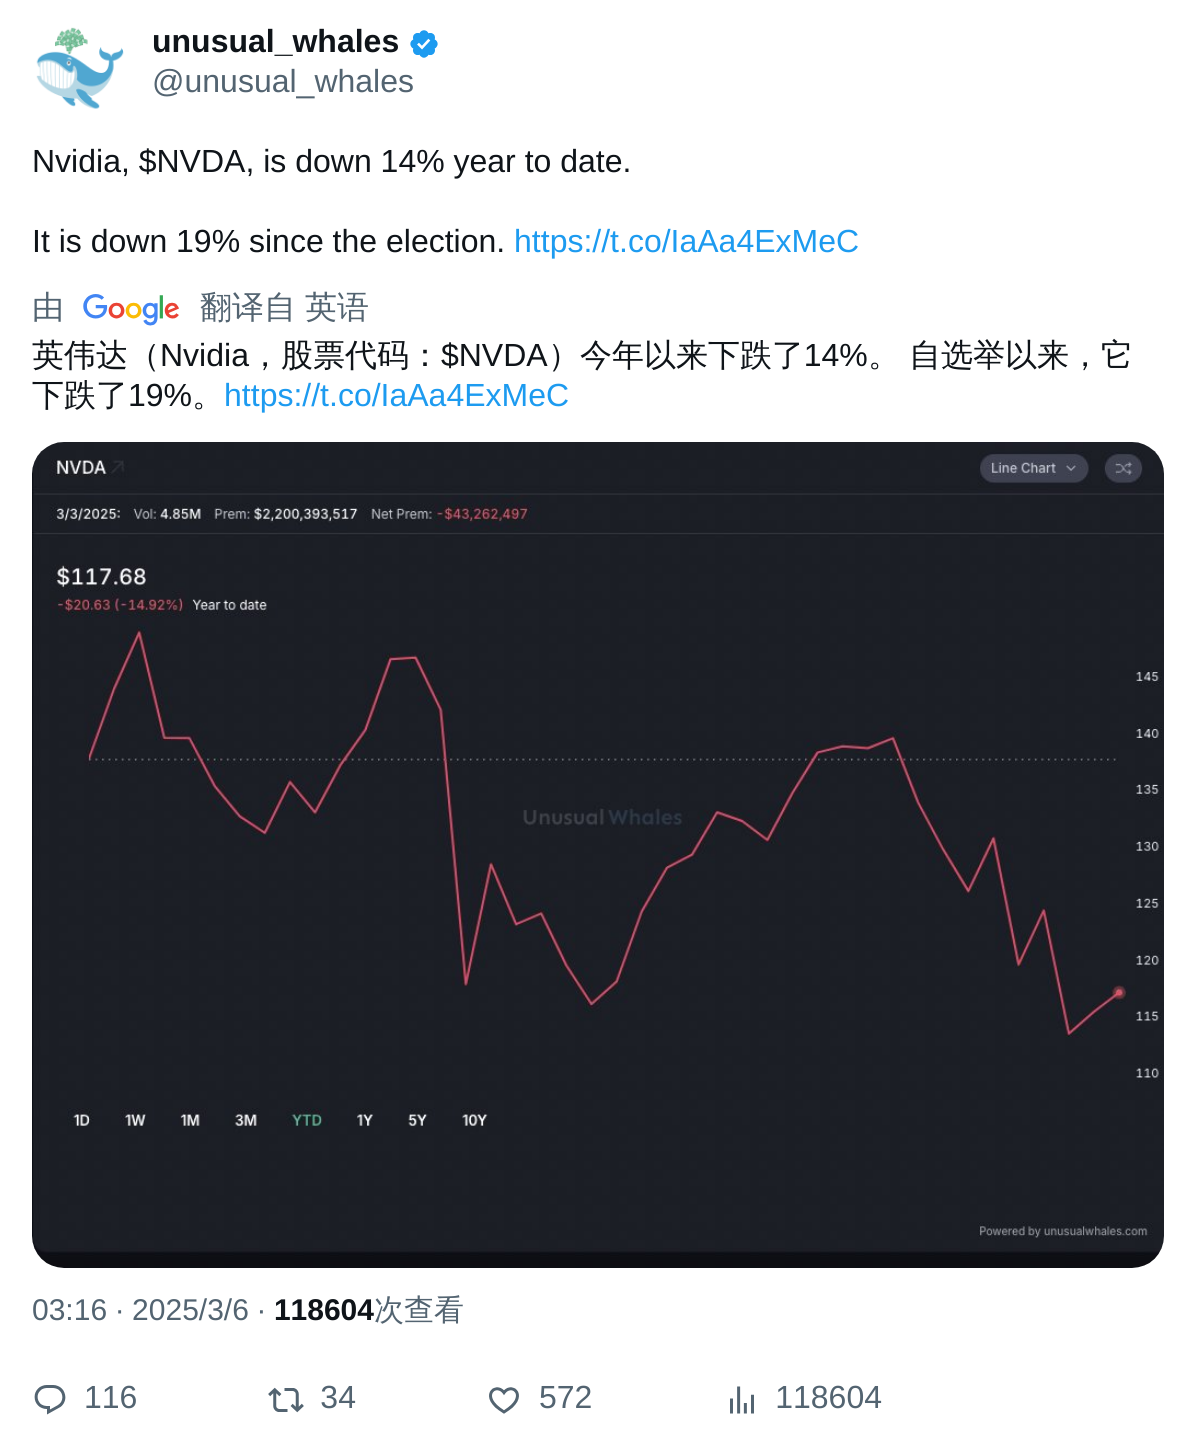 unusual_whales
@unusual_whales
Nvidia, $NVDA, is down 14% year to date.
It is down 19% since the election. https://t.co/IaAa4ExMeC
由 Google 翻译自 英语
英伟达（Nvidia，股票代码：$NVDA）今年以来下跌了14%。 自选举以来，它
下跌了19%。https://t.co/IaAa4ExMeC
NVDA
Line Chart
3/3/2025: Vol: 4.85M Prem: $2,200,393,517 Net Prem: -$43,262,497
$117.68
-$20.63 (-14.92%) Year to date
145
140
135
Unusual Whales
130
125
120
115
110
1D 1W 1M 3M YTD 1Y 5Y 10Y
Powered by unusualwhales.com
03:16 · 2025/3/6 · 118604次查看
116 34 572 118604